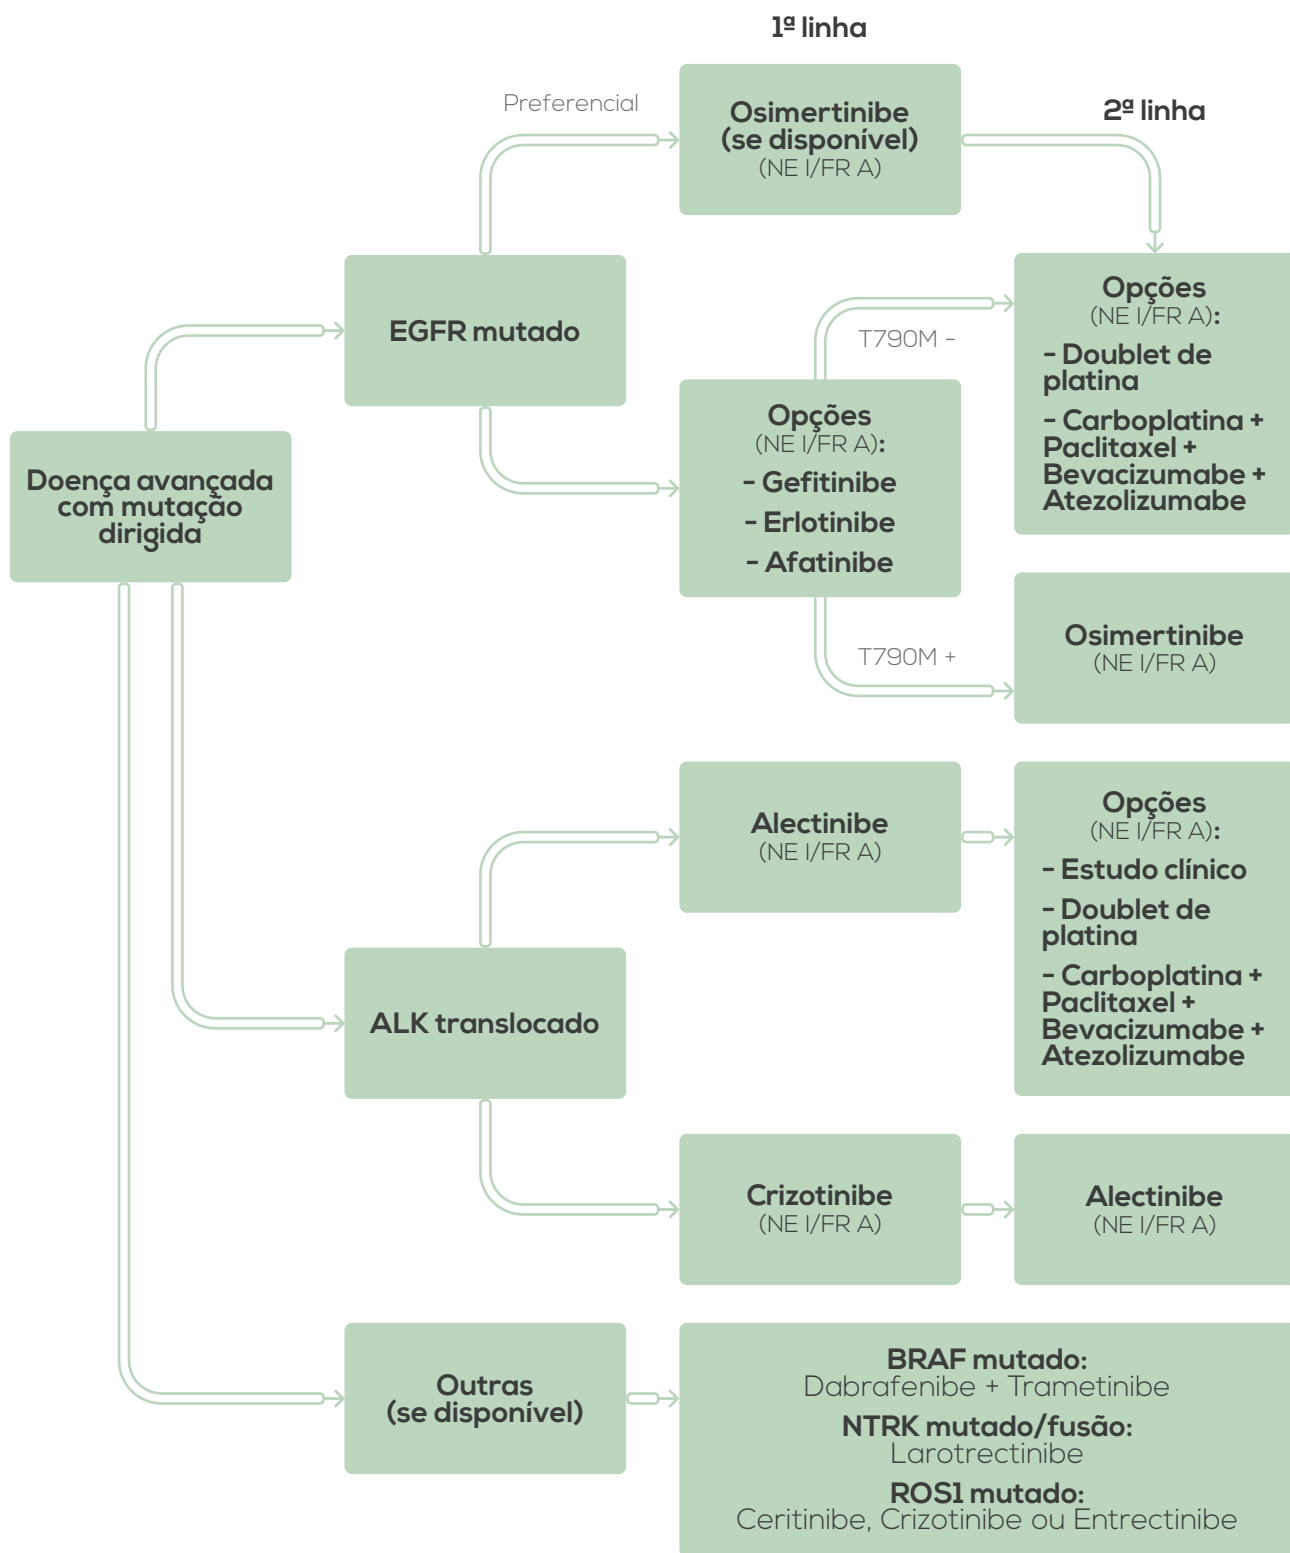 1ª linha
Preferencial
Osimertinibe
(se disponível)
(NE I/FR A)
2ª linha
EGFR mutado
T790M -
Opções
(NE I/FR A):
- Doublet de
platina
- Carboplatina +
Paclitaxel +
Bevacizumabe +
Atezolizumabe
Opções
(NE I/FR A):
- Gefitinibe
- Erlotinibe
- Afatinibe
Doença avançada
com mutação
dirigida
T790M +
Osimertinibe
(NE I/FR A)
Alectinibe
(NE I/FR A)
Opções
(NE I/FR A):
- Estudo clínico
- Doublet de
platina
- Carboplatina +
Paclitaxel +
Bevacizumabe +
Atezolizumabe
ALK translocado
Crizotinibe
(NE I/FR A)
Alectinibe
(NE I/FR A)
Outras
(se disponível)
BRAF mutado:
Dabrafenibe + Trametinibe
NTRK mutado/fusão:
Larotrectinibe
ROS1 mutado:
Ceritinibe, Crizotinibe ou Entrectinibe